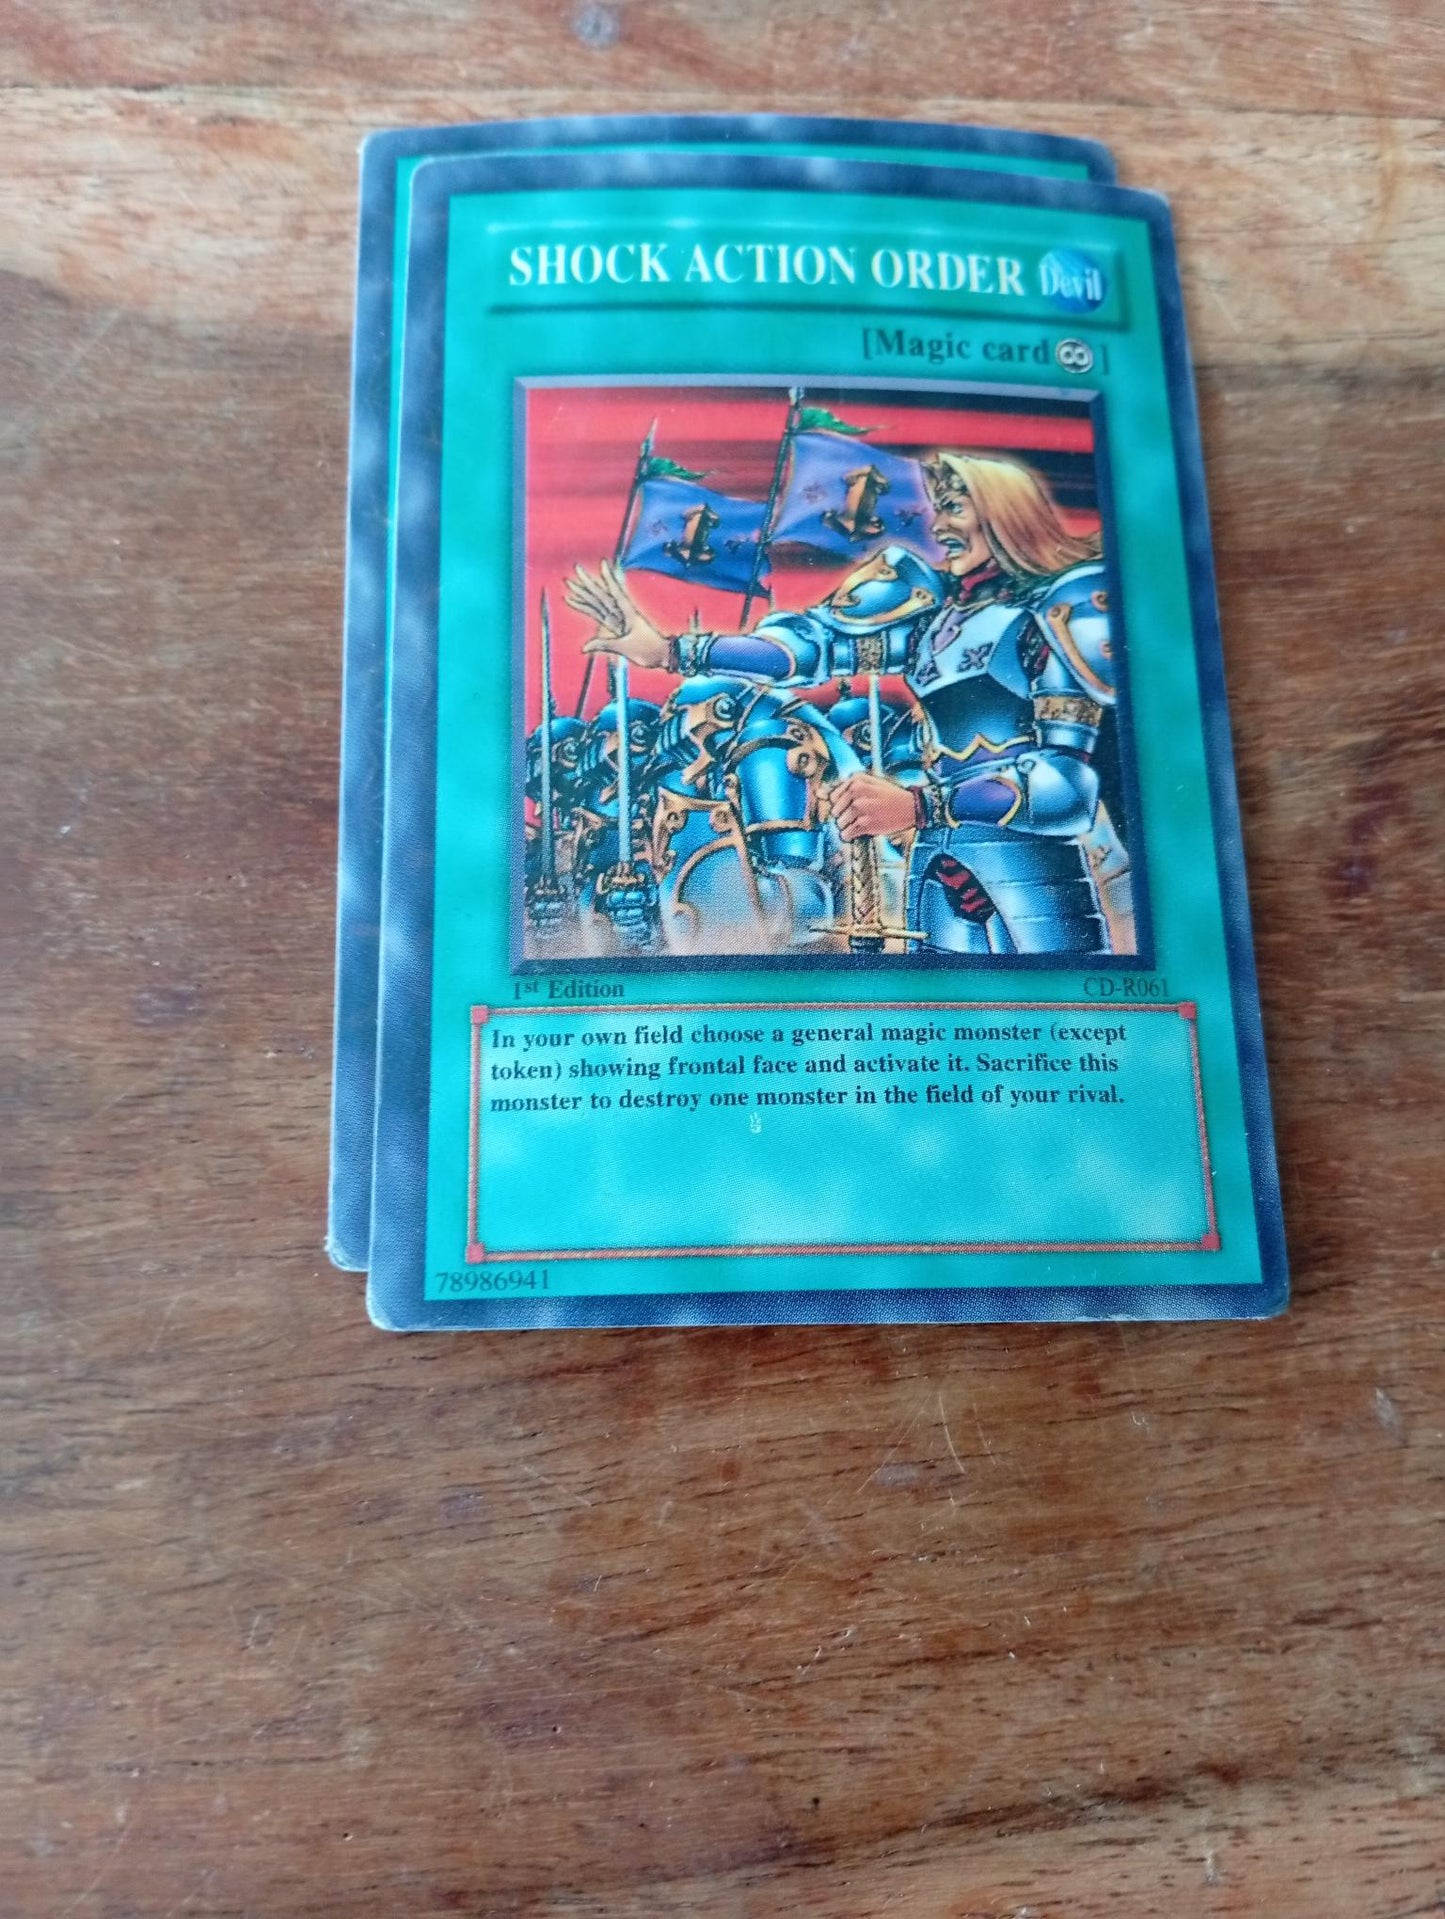 SHOCK ACTION ORDER Devil
[Magic card ]
1st Edition CD-R061
In your own field choose a general magic monster (except
token) showing frontal face and activate it. Sacrifice this
monster to destroy one monster in the field of your rival.
78986941